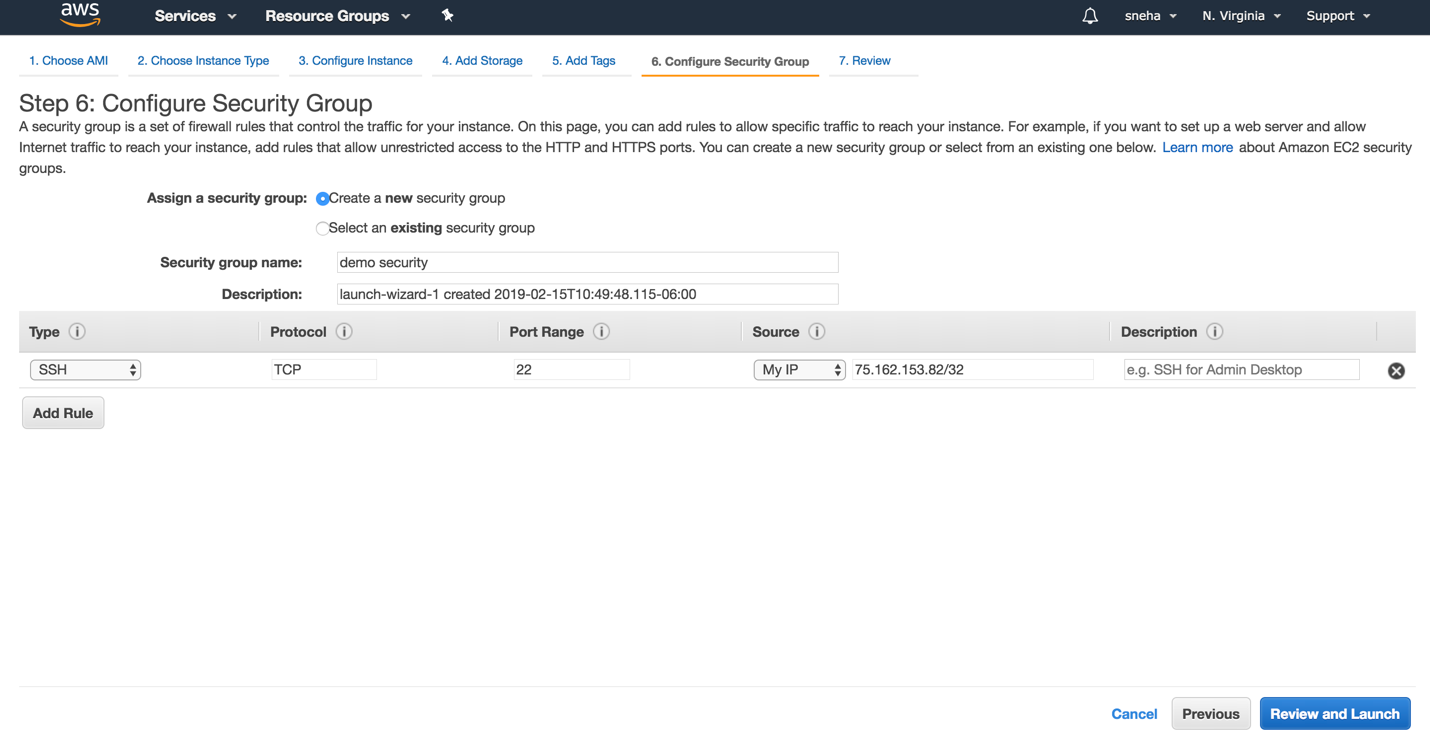 aws Services Resource Groups sneha N. Virginia Support
1. Choose AMI 2. Choose Instance Type 3. Configure Instance 4. Add Storage 5. Add Tags 6. Configure Security Group 7. Review
Step 6: Configure Security Group
A security group is a set of firewall rules that control the traffic for your instance. On this page, you can add rules to allow specific traffic to reach your instance. For example, if you want to set up a web server and allow
Internet traffic to reach your instance, add rules that allow unrestricted access to the HTTP and HTTPS ports. You can create a new security group or select from an existing one below. Learn more about Amazon EC2 security
groups.
Assign a security group: Create a new security group
Select an existing security group
Security group name: demo security
Description: launch-wizard-1 created 2019-02-15T10:49:48.115-06:00
Type i Protocol i Port Range i Source i Description i
SSH TCP 22 My IP 75.162.153.82/32 e.g. SSH for Admin Desktop
Add Rule
Cancel Previous Review and Launch